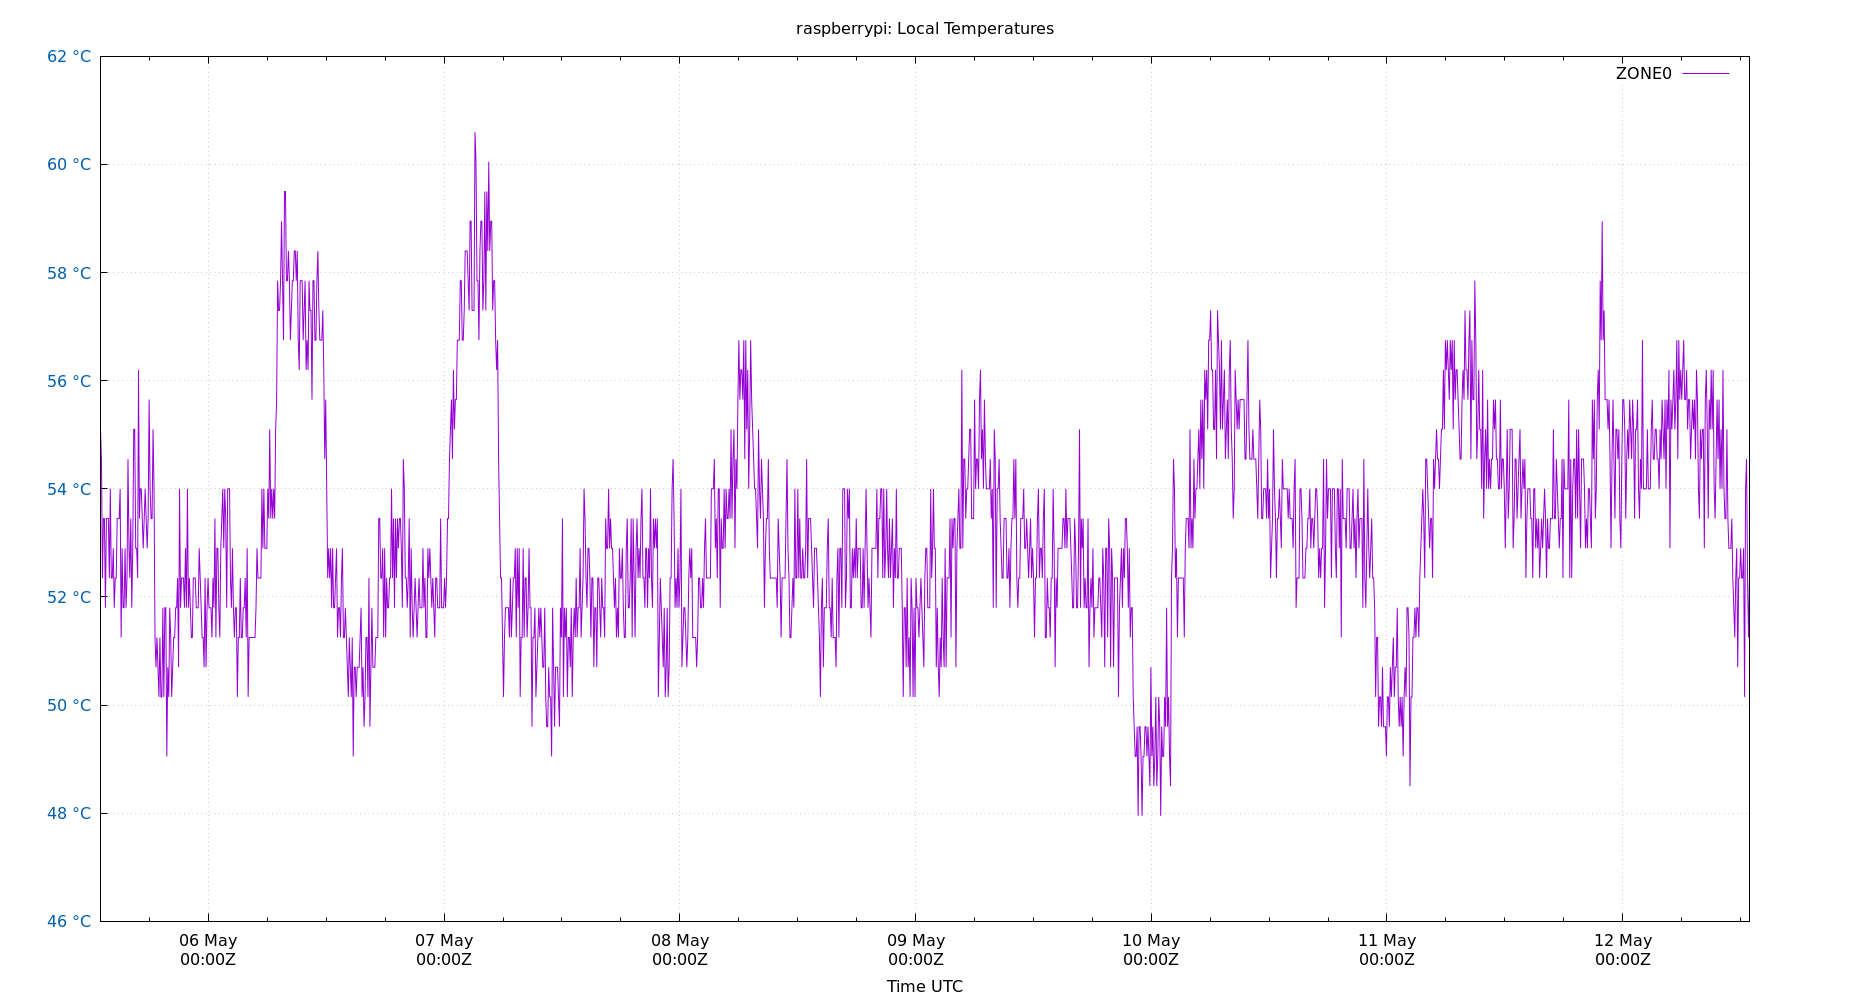 raspberrypi: Local Temperatures
ZONE0
62 °C
60 °C
58 °C
56 °C
54 °C
52 °C
50 °C
48 °C
46 °C
06 May 07 May 08 May 09 May 10 May 11 May 12 May
00:00Z 00:00Z 00:00Z 00:00Z 00:00Z 00:00Z 00:00Z
Time UTC